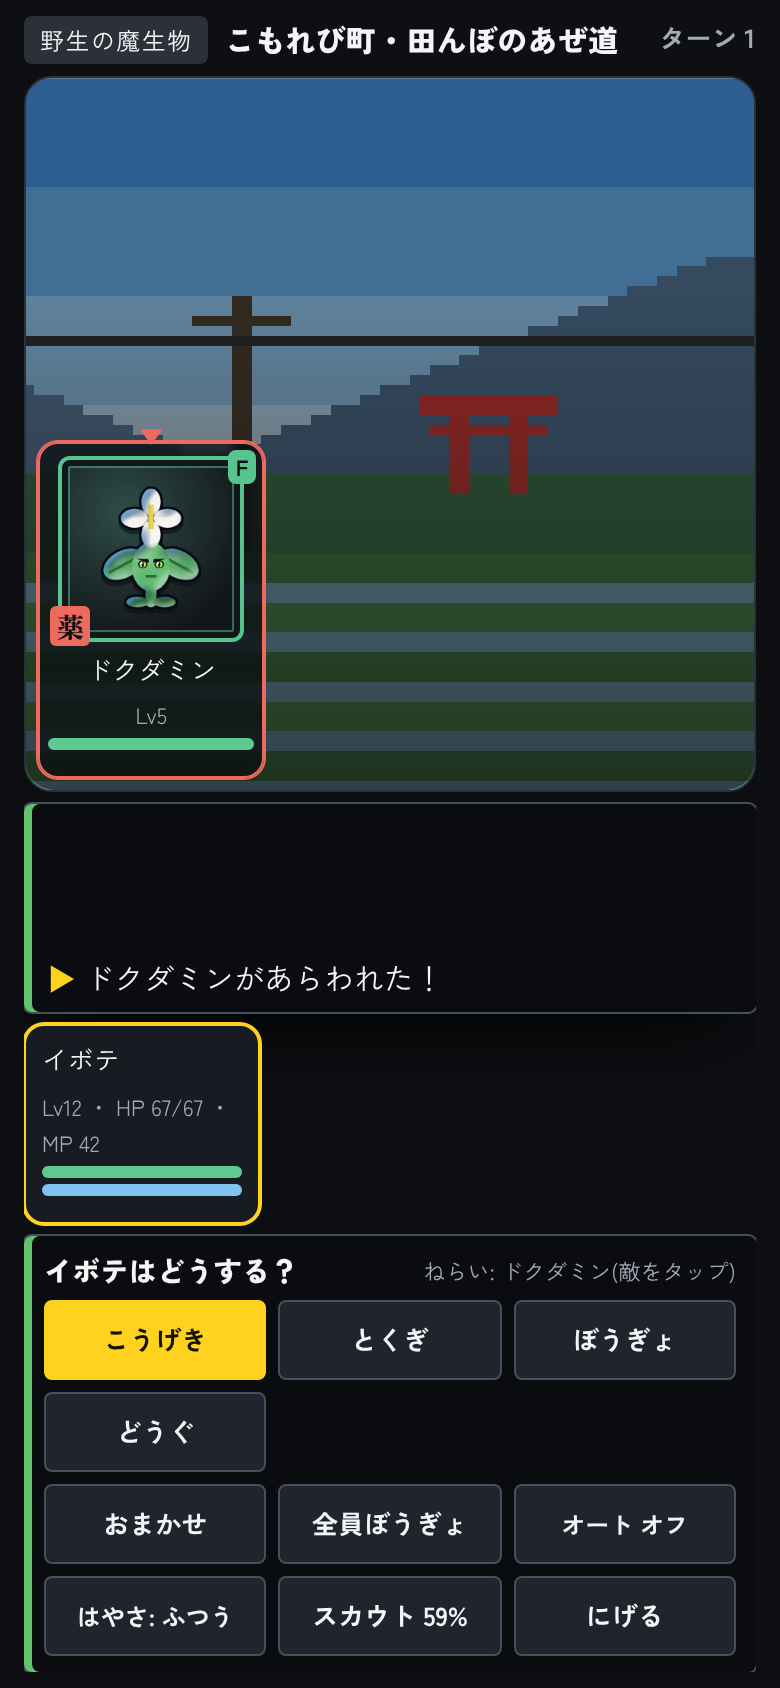 野生の魔生物 こもれび町・田んぼのあぜ道 ターン 1
F
薬
ドクダミン
Lv5
▶ ドクダミンがあらわれた！
イボテ
Lv12 ・ HP 67/67 ・
MP 42
イボテはどうする？ ねらい: ドクダミン(敵をタップ)
こうげき とくぎ ぼうぎょ
どうぐ
おまかせ 全員ぼうぎょ オート オフ
はやさ: ふつう スカウト 59% にげる